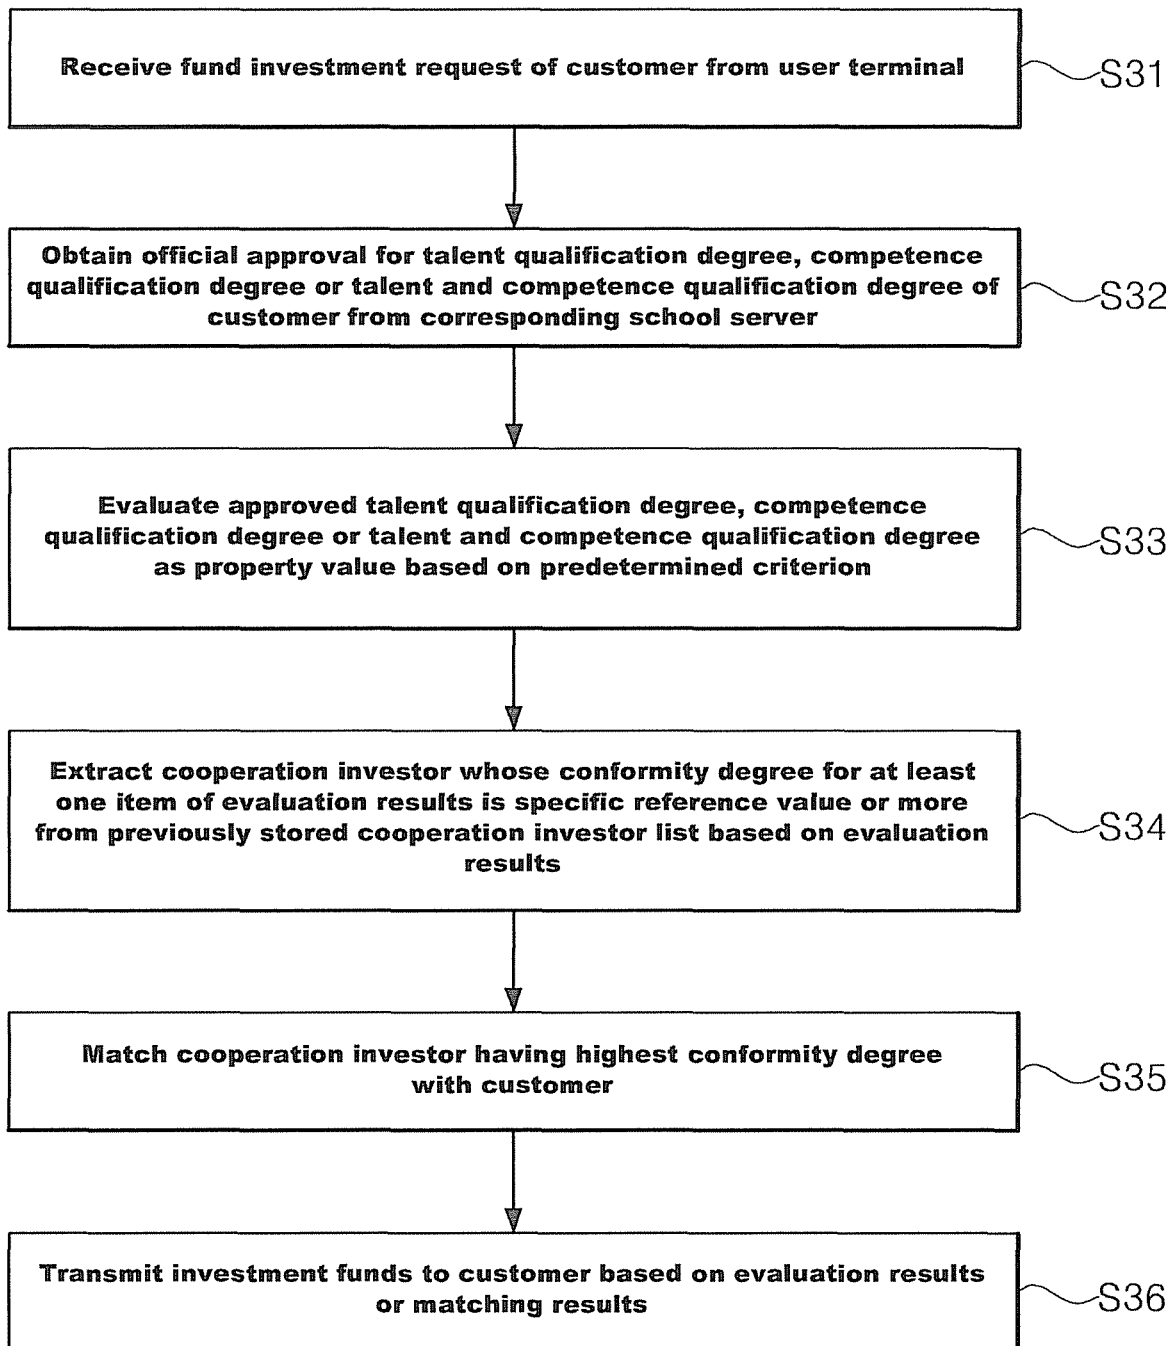 Receive fund investment request of customer from user terminal
S31
Obtain official approval for talent qualification degree, competence
qualification degree or talent and competence qualification degree of
customer from corresponding school server
S32
Evaluate approved talent qualification degree, competence
qualification degree or talent and competence qualification degree
as property value based on predetermined criterion
S33
Extract cooperation investor whose conformity degree for at least
one item of evaluation results is specific reference value or more
from previously stored cooperation investor list based on evaluation
results
S34
Match cooperation investor having highest conformity degree
with customer
S35
Transmit investment funds to customer based on evaluation results
or matching results
S36